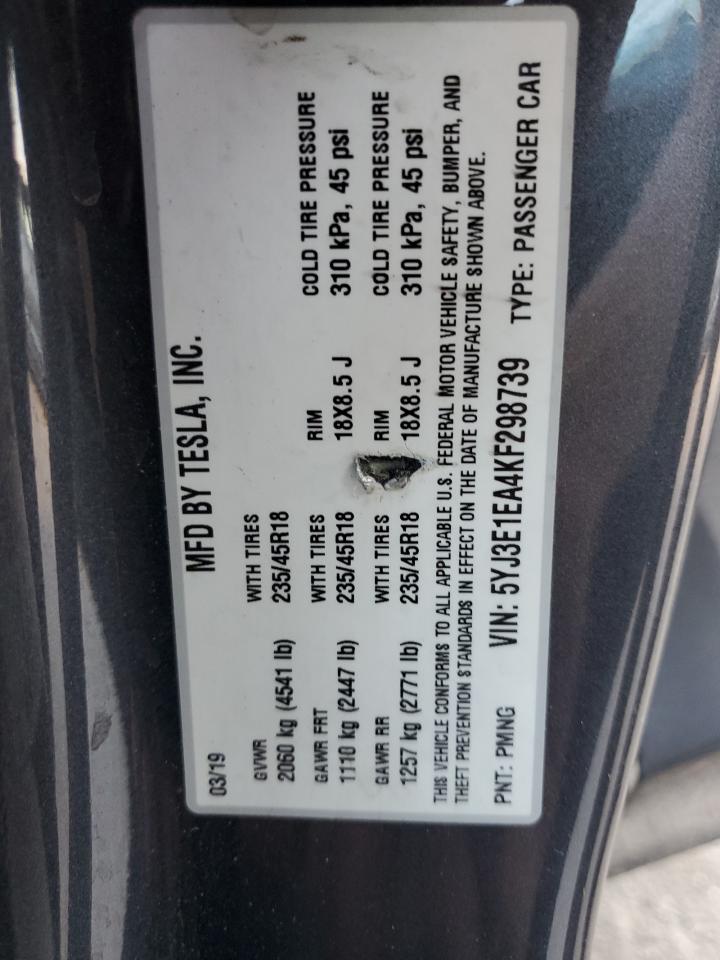 MFD BY TESLA, INC.
03/19
GVWR WITH TIRES
2060 kg (4541 lb) 235/45R18
GAWR FRT WITH TIRES RIM COLD TIRE PRESSURE
1110 kg (2447 lb) 235/45R18 18X8.5 J 310 kPa, 45 psi
GAWR RR WITH TIRES RIM COLD TIRE PRESSURE
1257 kg (2771 lb) 235/45R18 18X8.5 J 310 kPa, 45 psi
THIS VEHICLE CONFORMS TO ALL APPLICABLE U.S. FEDERAL MOTOR VEHICLE SAFETY, BUMPER, AND
THEFT PREVENTION STANDARDS IN EFFECT ON THE DATE OF MANUFACTURE SHOWN ABOVE.
PNT: PMNG VIN: 5YJ3E1EA4KF298739 TYPE: PASSENGER CAR